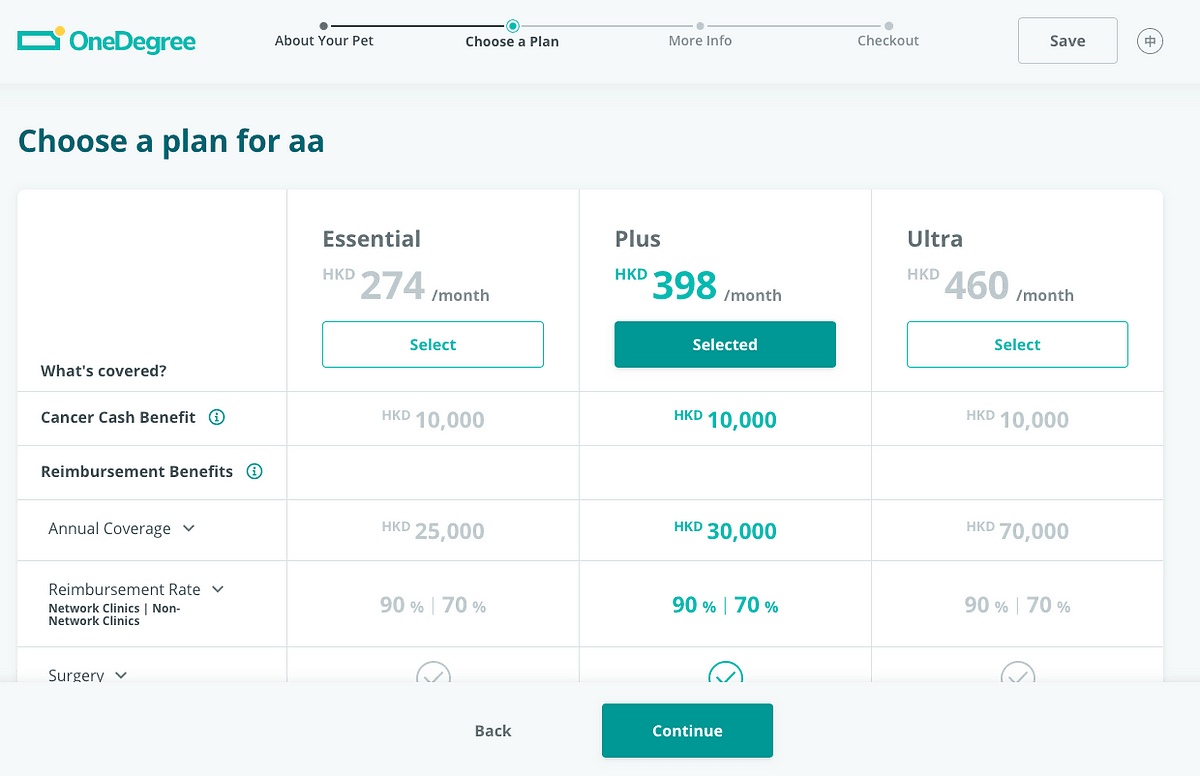 OneDegree
About Your Pet
Choose a Plan
More Info
Checkout
Save
中
Choose a plan for aa
Essential
HKD 274 /month
Select
Plus
HKD 398 /month
Selected
Ultra
HKD 460 /month
Select
What's covered?
Cancer Cash Benefit
HKD 10,000
HKD 10,000
HKD 10,000
Reimbursement Benefits
Annual Coverage
HKD 25,000
HKD 30,000
HKD 70,000
Reimbursement Rate
Network Clinics | Non-
Network Clinics
90 % | 70 %
90 % | 70 %
90 % | 70 %
Surgery
Back
Continue